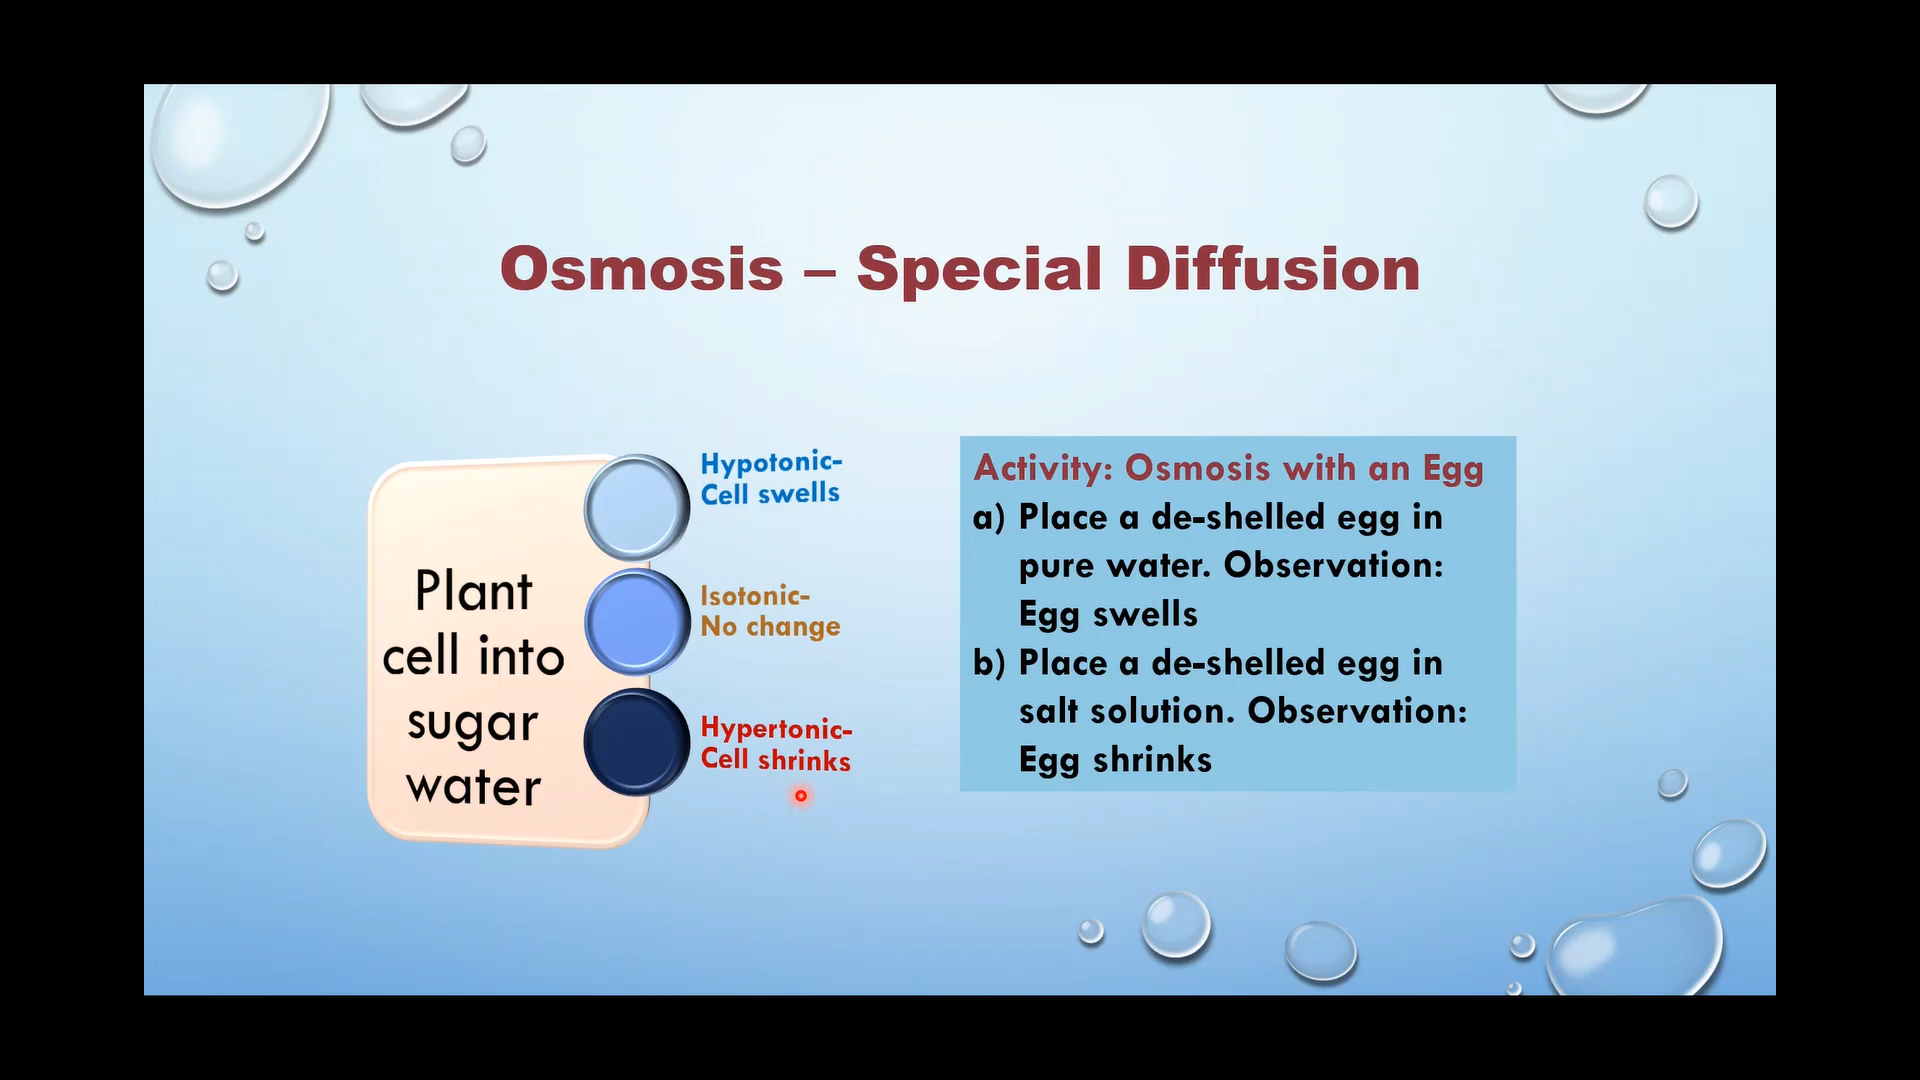 Osmosis – Special Diffusion
Plant
cell into
sugar
water
Hypotonic-
Cell swells
Isotonic-
No change
Hypertonic-
Cell shrinks
Activity: Osmosis with an Egg
a) Place a de-shelled egg in
pure water. Observation:
Egg swells
b) Place a de-shelled egg in
salt solution. Observation:
Egg shrinks